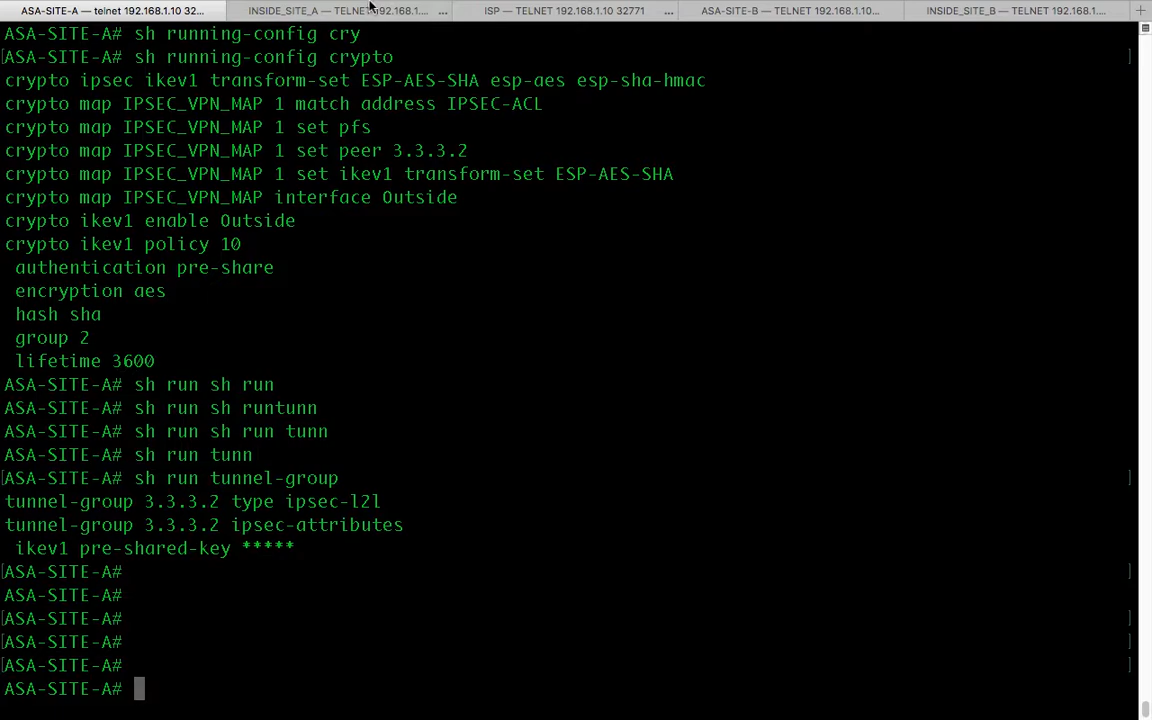 ASA-SITE-A — telnet 192.168.1.10 32...
INSIDE_SITE_A — TELNET 192.168.1.... ...
ISP — TELNET 192.168.1.10 32771 ...
ASA-SITE-B — TELNET 192.168.1.10...
INSIDE_SITE_B — TELNET 192.168.1....
ASA-SITE-A# sh running-config cry
[ASA-SITE-A# sh running-config crypto ]
crypto ipsec ikev1 transform-set ESP-AES-SHA esp-aes esp-sha-hmac
crypto map IPSEC_VPN_MAP 1 match address IPSEC-ACL
crypto map IPSEC_VPN_MAP 1 set pfs
crypto map IPSEC_VPN_MAP 1 set peer 3.3.3.2
crypto map IPSEC_VPN_MAP 1 set ikev1 transform-set ESP-AES-SHA
crypto map IPSEC_VPN_MAP interface Outside
crypto ikev1 enable Outside
crypto ikev1 policy 10
 authentication pre-share
 encryption aes
 hash sha
 group 2
 lifetime 3600
ASA-SITE-A# sh run sh run
ASA-SITE-A# sh run sh runtunn
ASA-SITE-A# sh run sh run tunn
ASA-SITE-A# sh run tunn
[ASA-SITE-A# sh run tunnel-group ]
tunnel-group 3.3.3.2 type ipsec-l2l
tunnel-group 3.3.3.2 ipsec-attributes
 ikev1 pre-shared-key *****
[ASA-SITE-A# ]
ASA-SITE-A#
[ASA-SITE-A# ]
[ASA-SITE-A# ]
[ASA-SITE-A# ]
ASA-SITE-A#